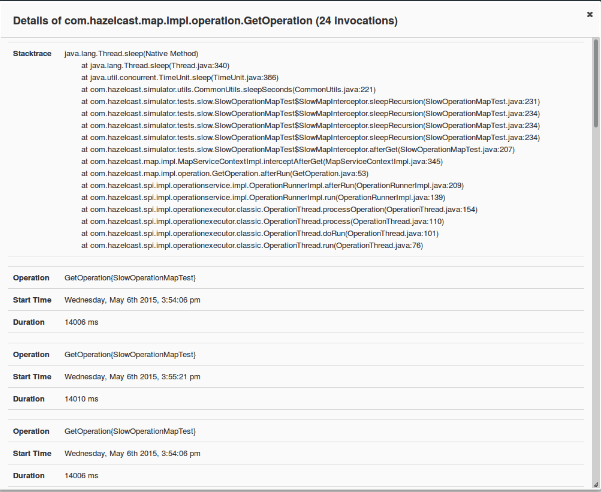 Details of com.hazelcast.map.impl.operation.GetOperation (24 invocations)
×
Stacktrace java.lang.Thread.sleep(Native Method)
at java.lang.Thread.sleep(Thread.java:340)
at java.util.concurrent.TimeUnit.sleep(TimeUnit.java:386)
at com.hazelcast.simulator.utils.CommonUtils.sleepSeconds(CommonUtils.java:221)
at com.hazelcast.simulator.tests.slow.SlowOperationMapTest$SlowMapInterceptor.sleepRecursion(SlowOperationMapTest.java:231)
at com.hazelcast.simulator.tests.slow.SlowOperationMapTest$SlowMapInterceptor.sleepRecursion(SlowOperationMapTest.java:234)
at com.hazelcast.simulator.tests.slow.SlowOperationMapTest$SlowMapInterceptor.sleepRecursion(SlowOperationMapTest.java:234)
at com.hazelcast.simulator.tests.slow.SlowOperationMapTest$SlowMapInterceptor.sleepRecursion(SlowOperationMapTest.java:234)
at com.hazelcast.simulator.tests.slow.SlowOperationMapTest$SlowMapInterceptor.afterGet(SlowOperationMapTest.java:207)
at com.hazelcast.map.impl.MapServiceContextImpl.interceptAfterGet(MapServiceContextImpl.java:345)
at com.hazelcast.map.impl.operation.GetOperation.afterRun(GetOperation.java:53)
at com.hazelcast.spi.impl.operationservice.impl.OperationRunnerImpl.afterRun(OperationRunnerImpl.java:209)
at com.hazelcast.spi.impl.operationservice.impl.OperationRunnerImpl.run(OperationRunnerImpl.java:139)
at com.hazelcast.spi.impl.operationexecutor.classic.OperationThread.processOperation(OperationThread.java:154)
at com.hazelcast.spi.impl.operationexecutor.classic.OperationThread.process(OperationThread.java:110)
at com.hazelcast.spi.impl.operationexecutor.classic.OperationThread.doRun(OperationThread.java:101)
at com.hazelcast.spi.impl.operationexecutor.classic.OperationThread.run(OperationThread.java:76)
Operation GetOperation{SlowOperationMapTest}
Start Time Wednesday, May 6th 2015, 3:54:06 pm
Duration 14006 ms
Operation GetOperation{SlowOperationMapTest}
Start Time Wednesday, May 6th 2015, 3:55:21 pm
Duration 14010 ms
Operation GetOperation{SlowOperationMapTest}
Start Time Wednesday, May 6th 2015, 3:54:06 pm
Duration 14006 ms